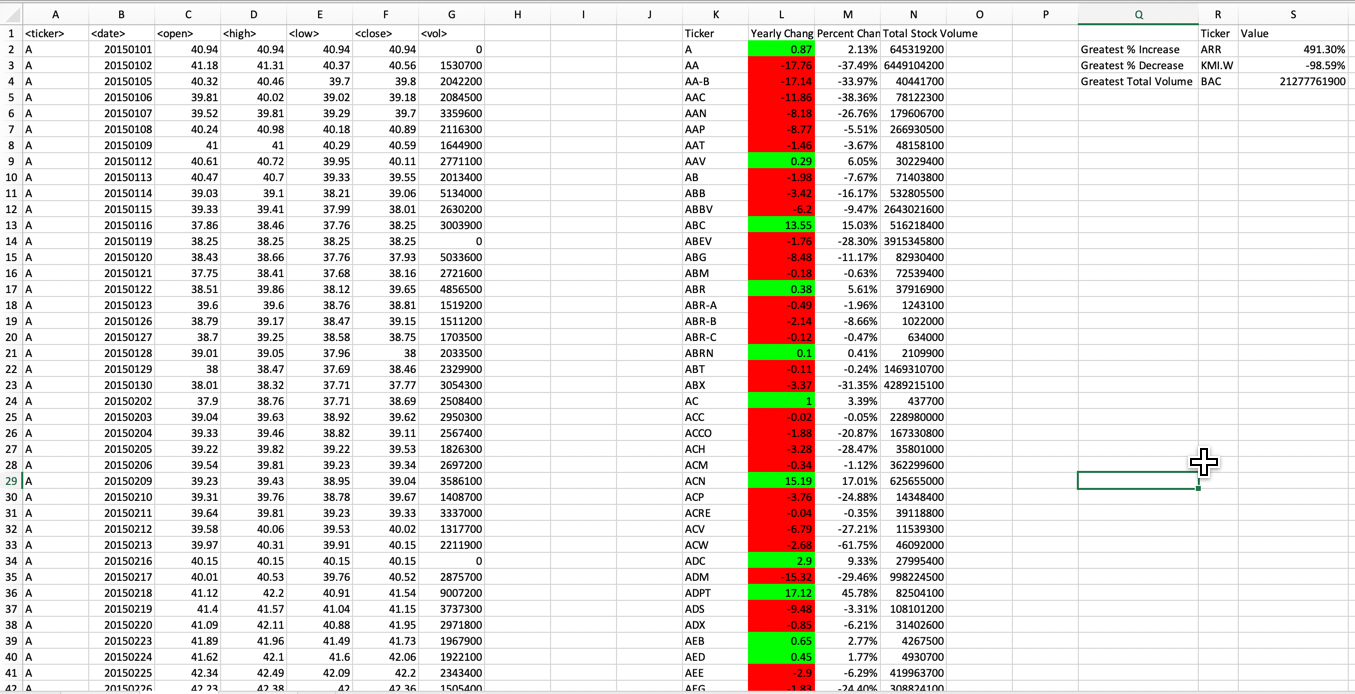 A B C D E F G H I J K L M N O P Q R S
1 <ticker> <date> <open> <high> <low> <close> <vol> Ticker Yearly Chang Percent Chan Total Stock Volume Ticker Value
2 A 20150101 40.94 40.94 40.94 40.94 0 A 0.87 2.13% 645319200 Greatest % Increase ARR 491.30%
3 A 20150102 41.18 41.31 40.37 40.56 1530700 AA -17.76 -37.49% 6449104200 Greatest % Decrease KMI.W -98.59%
4 A 20150105 40.32 40.46 39.7 39.8 2042200 AA-B -17.14 -33.97% 40441700 Greatest Total Volume BAC 21277761900
5 A 20150106 39.81 40.02 39.02 39.18 2084500 AAC -11.86 -38.36% 78122300
6 A 20150107 39.52 39.81 39.29 39.7 3359600 AAN -8.18 -26.76% 179606700
7 A 20150108 40.24 40.98 40.18 40.89 2116300 AAP -8.77 -5.51% 266930500
8 A 20150109 41 41 40.29 40.59 1644900 AAT -1.46 -3.67% 48158100
9 A 20150112 40.61 40.72 39.95 40.11 2771100 AAV 0.29 6.05% 30229400
10 A 20150113 40.47 40.7 39.33 39.55 2013400 AB -1.98 -7.67% 71403800
11 A 20150114 39.03 39.1 38.21 39.06 5134000 ABB -3.42 -16.17% 532805500
12 A 20150115 39.33 39.41 37.99 38.01 2630200 ABBV -6.2 -9.47% 2643021600
13 A 20150116 37.86 38.46 37.76 38.25 3003900 ABC 13.55 15.03% 516218400
14 A 20150119 38.25 38.25 38.25 38.25 0 ABEV -1.76 -28.30% 3915345800
15 A 20150120 38.43 38.66 37.76 37.93 5033600 ABG -8.48 -11.17% 82930400
16 A 20150121 37.75 38.41 37.68 38.16 2721600 ABM -0.18 -0.63% 72539400
17 A 20150122 38.51 39.86 38.12 39.65 4856500 ABR 0.38 5.61% 37916900
18 A 20150123 39.6 39.6 38.76 38.81 1519200 ABR-A -0.49 -1.96% 1243100
19 A 20150126 38.79 39.17 38.47 39.15 1511200 ABR-B -2.14 -8.66% 1022000
20 A 20150127 38.7 39.25 38.58 38.75 1703500 ABR-C -0.12 -0.47% 634000
21 A 20150128 39.01 39.05 37.96 38 2033500 ABRN 0.1 0.41% 2109900
22 A 20150129 38 38.47 37.69 38.46 2329900 ABT -0.11 -0.24% 1469310700
23 A 20150130 38.01 38.32 37.71 37.77 3054300 ABX -3.37 -31.35% 4289215100
24 A 20150202 37.9 38.76 37.71 38.69 2508400 AC 1 3.39% 437700
25 A 20150203 39.04 39.63 38.92 39.62 2950300 ACC -0.02 -0.05% 228980000
26 A 20150204 39.33 39.46 38.82 39.11 2567400 ACCO -1.88 -20.87% 167330800
27 A 20150205 39.22 39.82 39.22 39.53 1826300 ACH -3.28 -28.47% 35801000
28 A 20150206 39.54 39.81 39.23 39.34 2697200 ACM -0.34 -1.12% 362299600
29 A 20150209 39.23 39.43 38.95 39.04 3586100 ACN 15.19 17.01% 625655000
30 A 20150210 39.31 39.76 38.78 39.67 1408700 ACP -3.76 -24.88% 14348400
31 A 20150211 39.64 39.81 39.23 39.33 3337000 ACRE -0.04 -0.35% 39118800
32 A 20150212 39.58 40.06 39.53 40.02 1317700 ACV -6.79 -27.21% 11539300
33 A 20150213 39.97 40.31 39.91 40.15 2211900 ACW -2.68 -61.75% 46092000
34 A 20150216 40.15 40.15 40.15 40.15 0 ADC 2.9 9.33% 27995400
35 A 20150217 40.01 40.53 39.76 40.52 2875700 ADM -15.32 -29.46% 998224500
36 A 20150218 41.12 42.2 40.91 41.54 9007200 ADPT 17.12 45.78% 82504100
37 A 20150219 41.4 41.57 41.04 41.15 3737300 ADS -9.48 -3.31% 108101200
38 A 20150220 41.09 42.11 40.88 41.95 2971800 ADX -0.85 -6.21% 31402600
39 A 20150223 41.89 41.96 41.49 41.73 1967900 AEB 0.65 2.77% 4267500
40 A 20150224 41.62 42.1 41.6 42.06 1922100 AED 0.45 1.77% 4930700
41 A 20150225 42.34 42.49 42.09 42.2 2343400 AEE -2.9 -6.29% 419963700
42 A 20150226 42.23 42.38 42 42.36 1505400 AEG -1.83 -24.40% 308824100